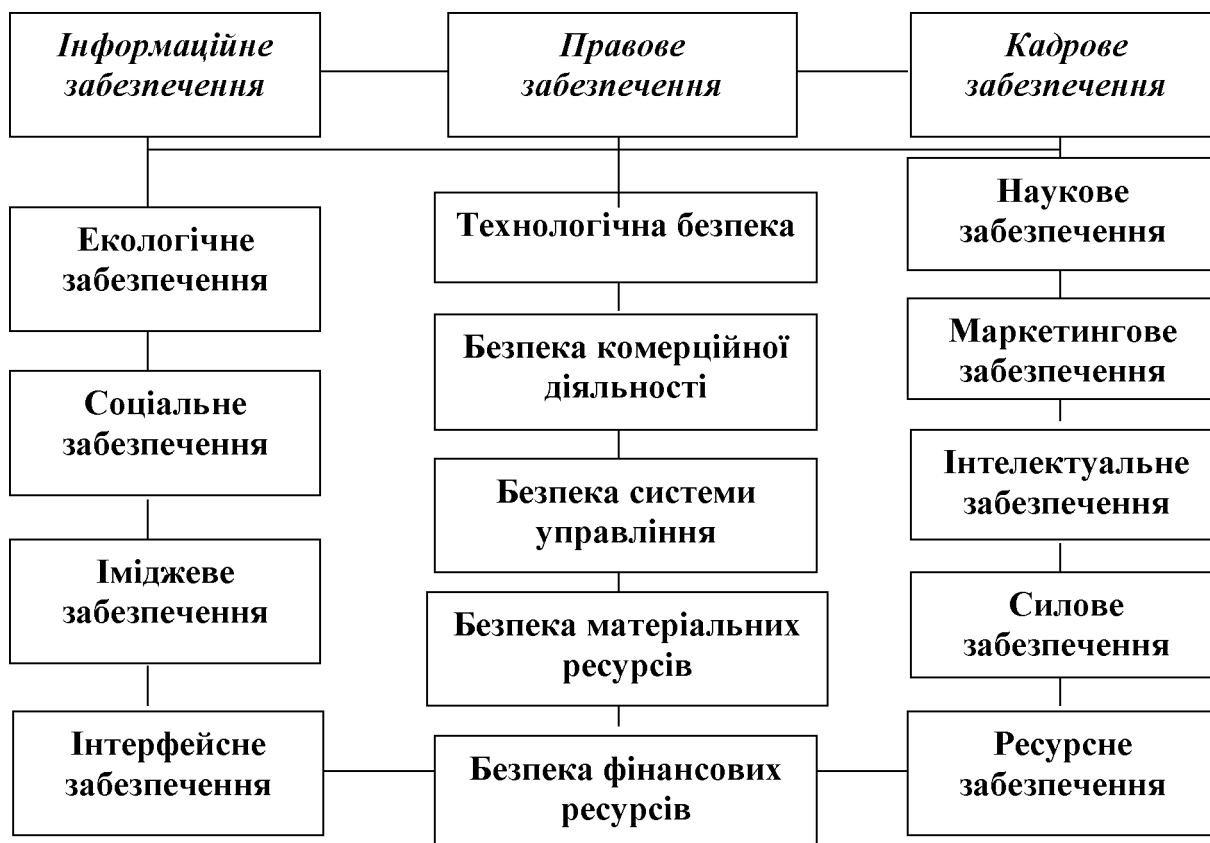 Інформаційне
забезпечення
Правове
забезпечення
Кадрове
забезпечення
Екологічне
забезпечення
Соціальне
забезпечення
Іміджеве
забезпечення
Інтерфейсне
забезпечення
Технологічна безпека
Безпека комерційної
діяльності
Безпека системи
управління
Безпека матеріальних
ресурсів
Безпека фінансових
ресурсів
Наукове
забезпечення
Маркетингове
забезпечення
Інтелектуальне
забезпечення
Силове
забезпечення
Ресурсне
забезпечення